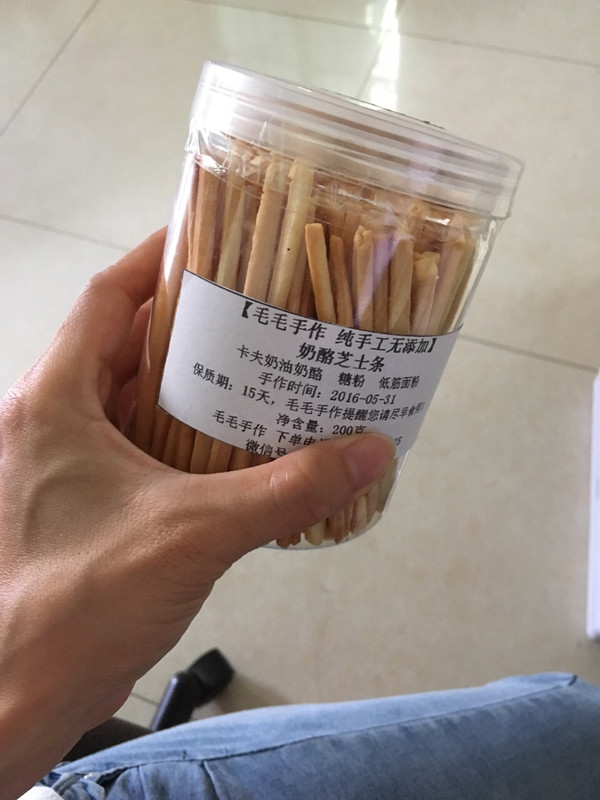 【毛毛手作 纯手工无添加】
奶酪芝士条
卡夫奶油奶酪 糖粉 低筋面粉
手作时间：2016-05-31
保质期：15天，毛毛手作提醒您请尽早食用
净含量：200克
毛毛手作 下单电
微信号